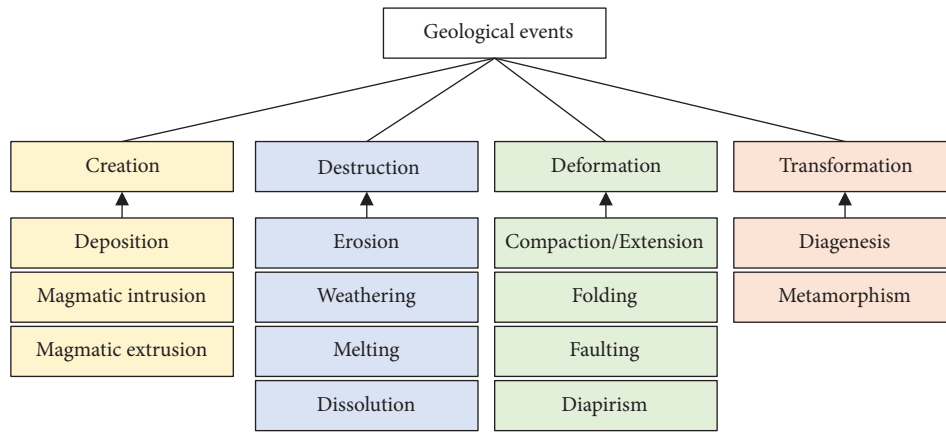 Geological events
Creation
Destruction
Deformation
Transformation
Deposition
Erosion
Compaction/Extension
Diagenesis
Magmatic intrusion
Weathering
Folding
Metamorphism
Magmatic extrusion
Melting
Faulting
Dissolution
Diapirism